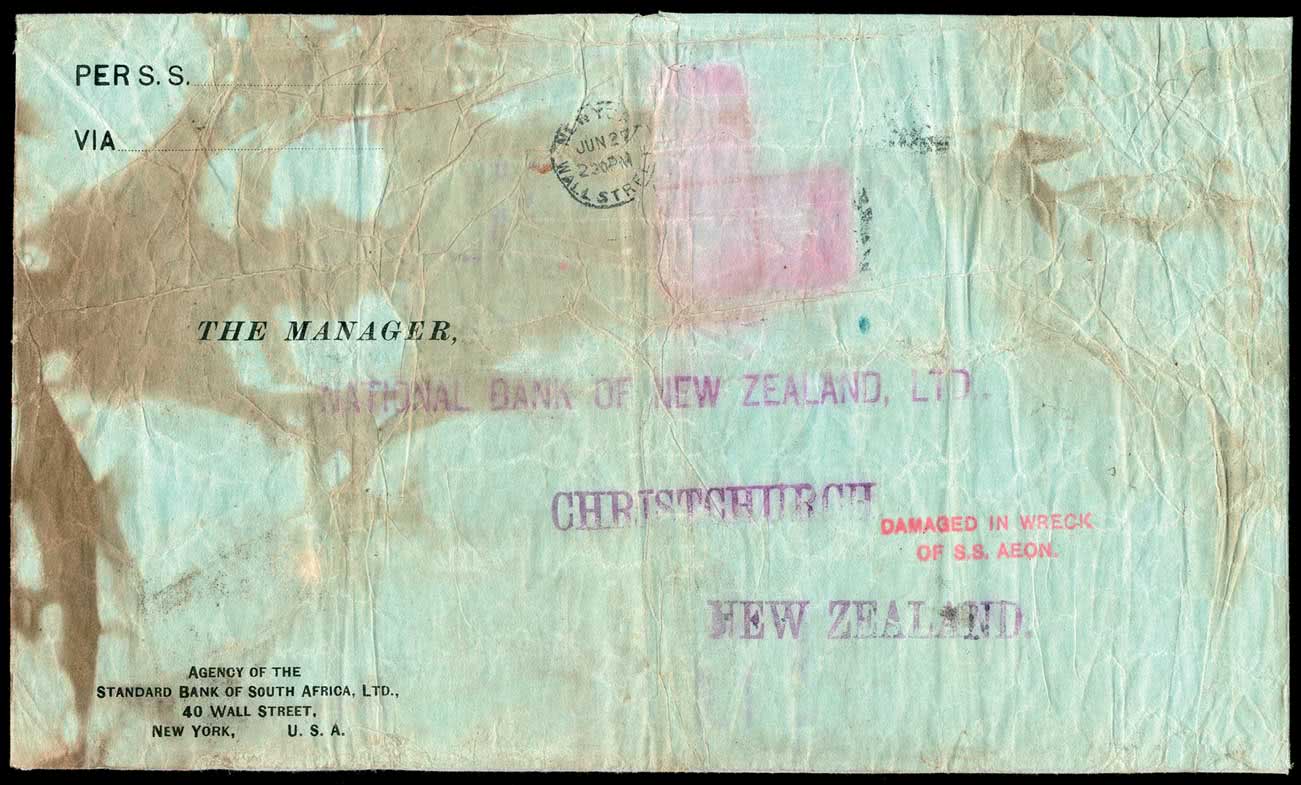 PER S. S.
VIA
NEW YORK
JUN 27
2 30 PM
WALL STREET
THE MANAGER,
NATIONAL BANK OF NEW ZEALAND, LTD.,
CHRISTCHURCH
DAMAGED IN WRECK
OF S.S. AEON.
NEW ZEALAND.
AGENCY OF THE
STANDARD BANK OF SOUTH AFRICA, LTD.,
40 WALL STREET,
NEW YORK, U. S. A.